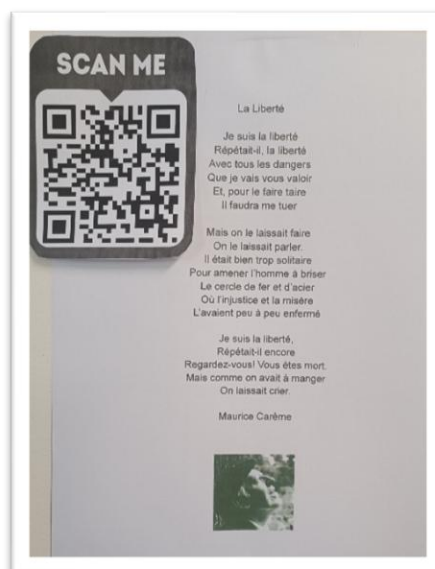 SCAN ME
La Liberté
Je suis la liberté
Répétait-il, la liberté
Avec tous les dangers
Que je vais vous valoir
Et, pour le faire taire
Il faudra me tuer
Mais on le laissait faire
On le laissait parler.
Il était bien trop solitaire
Pour amener l'homme à briser
Le cercle de fer et d'acier
Où l'injustice et la misère
L'avaient peu à peu enfermé
Je suis la liberté,
Répétait-il encore
Regardez-vous! Vous êtes mort.
Mais comme on avait à manger
On laissait crier.
Maurice Carême